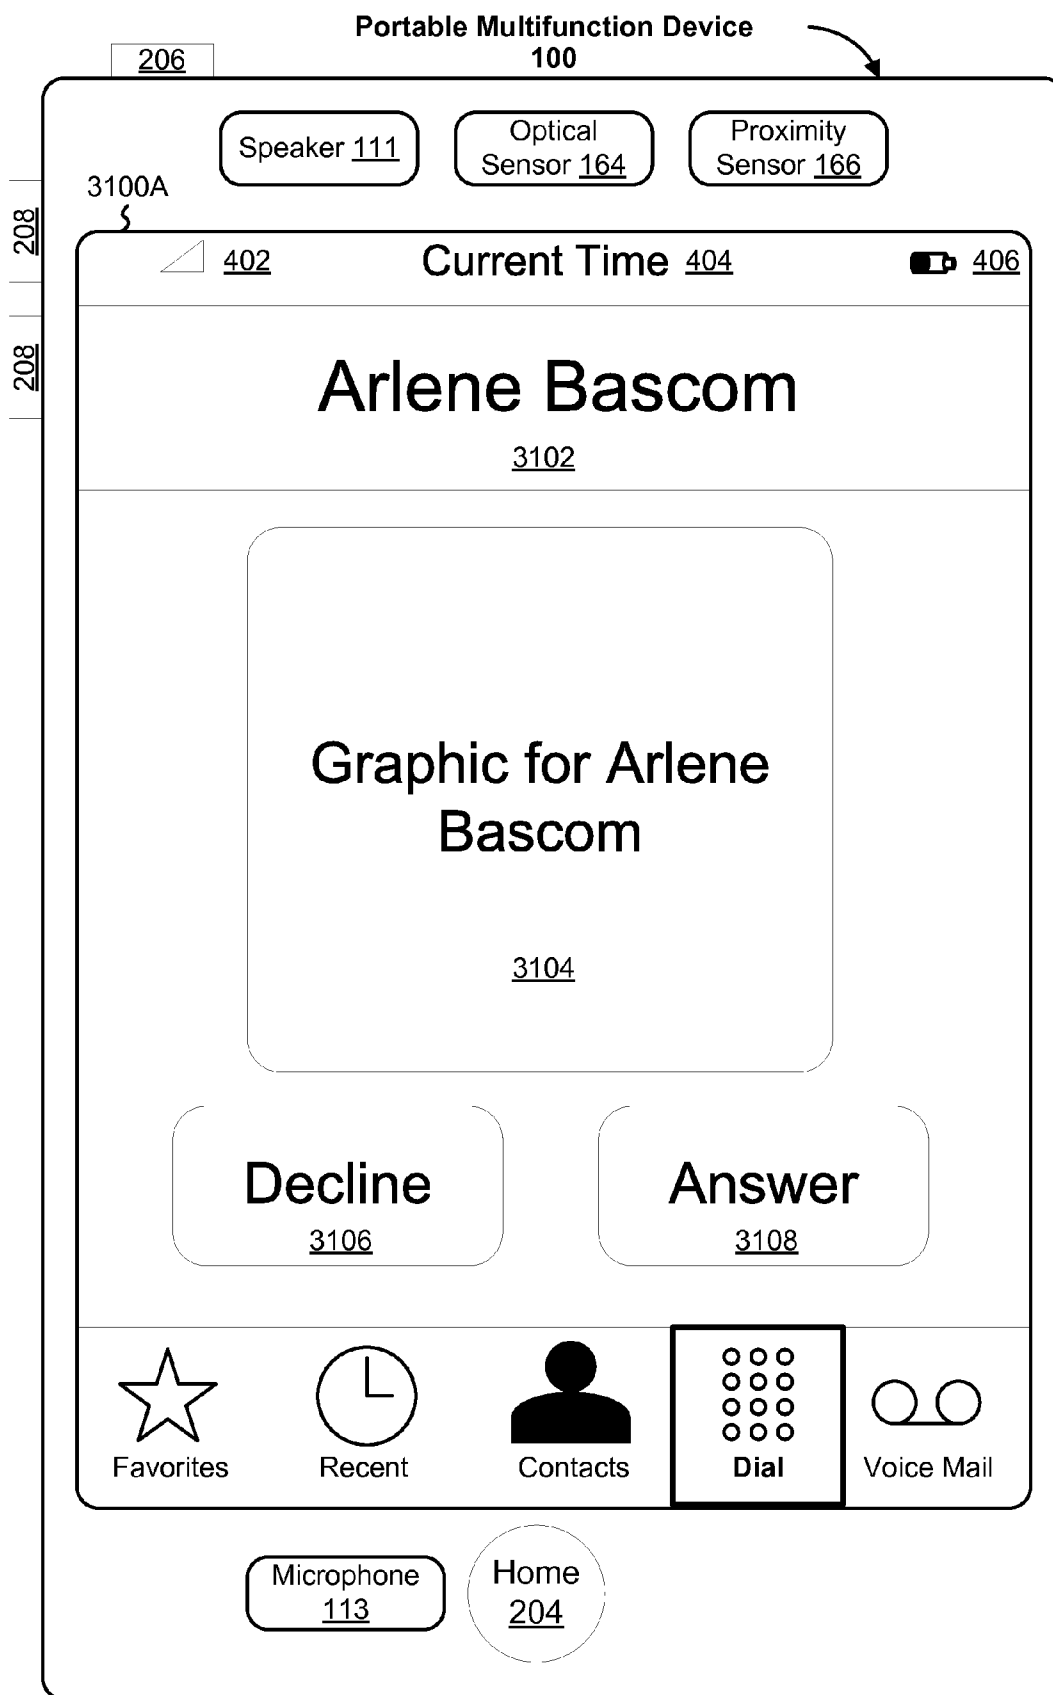 Portable Multifunction Device
100
206
Speaker 111
Optical
Sensor 164
Proximity
Sensor 166
3100A
208
208
402
Current Time 404
406
Arlene Bascom
3102
Graphic for Arlene
Bascom
3104
Decline
3106
Answer
3108
Favorites
Recent
Contacts
Dial
Voice Mail
Microphone
113
Home
204